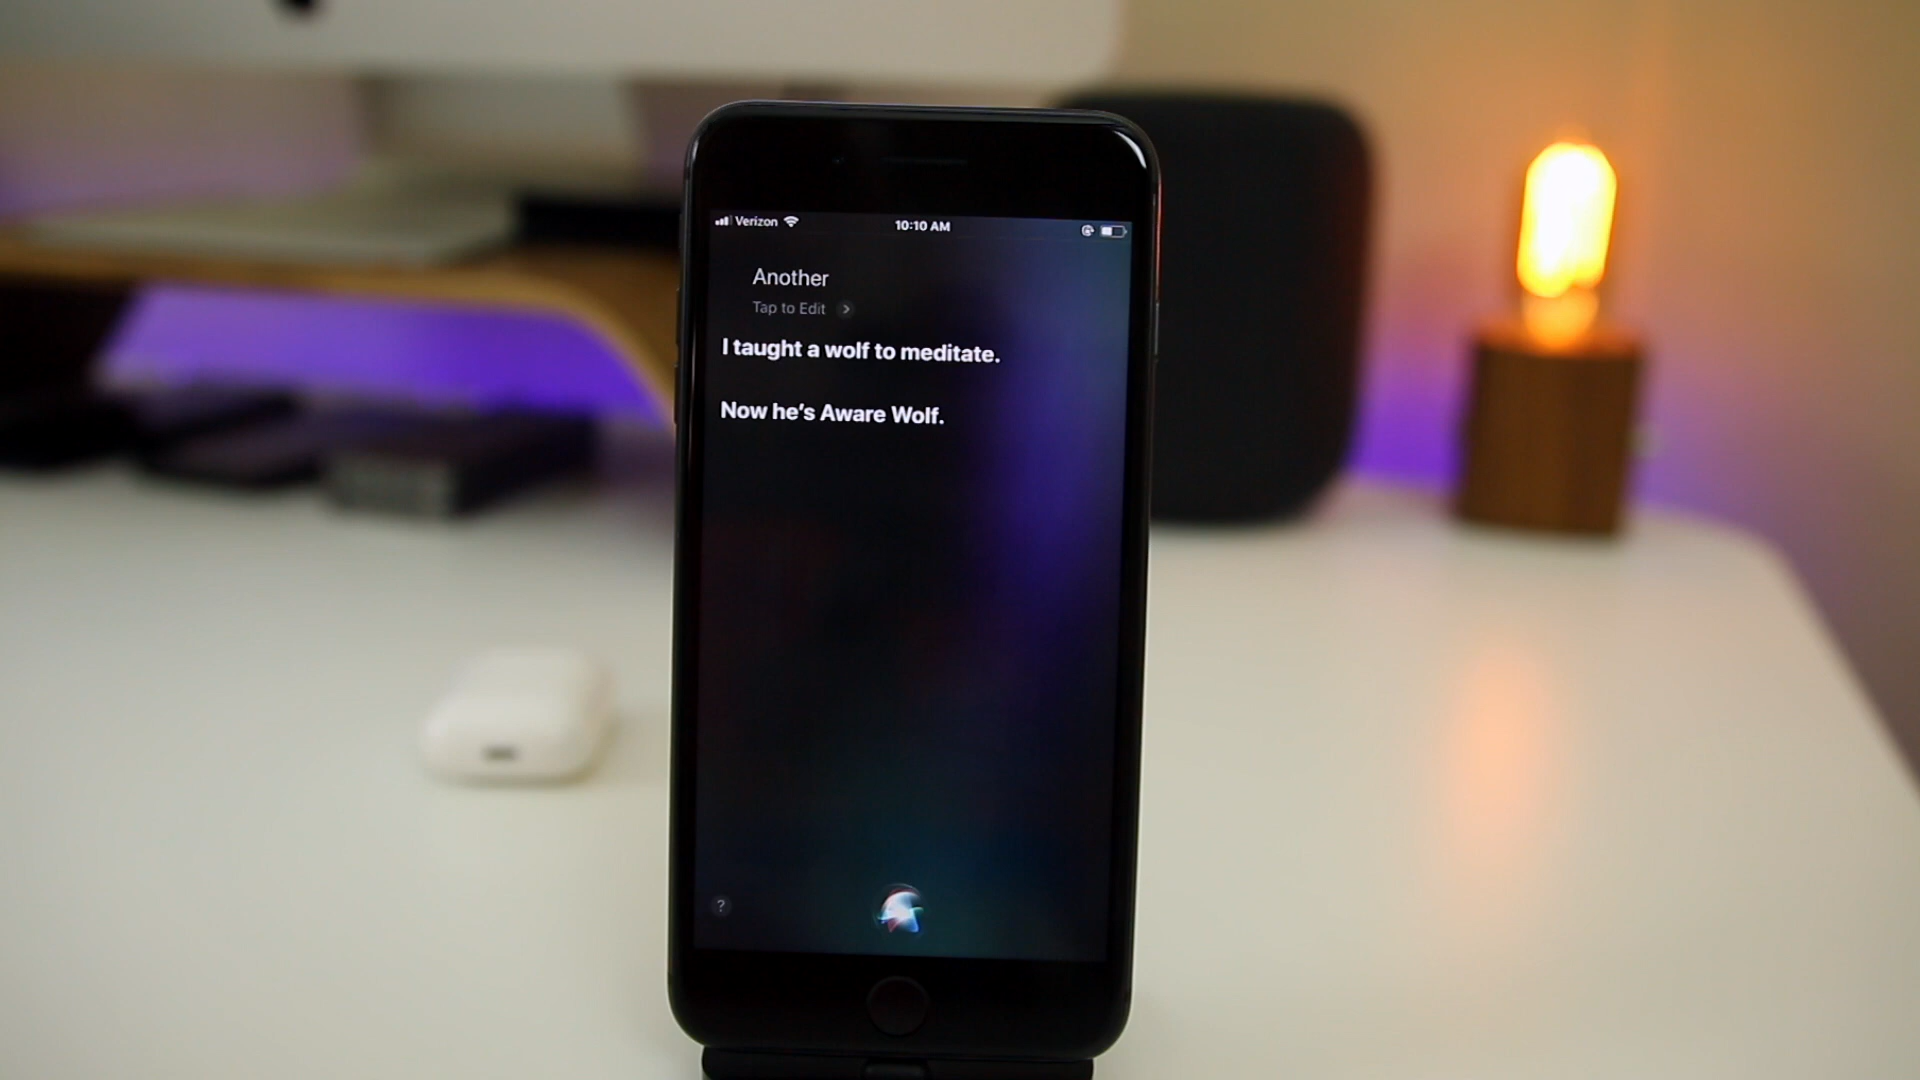 Verizon 10:10 AM
Another
Tap to Edit
I taught a wolf to meditate.
Now he's Aware Wolf.
?